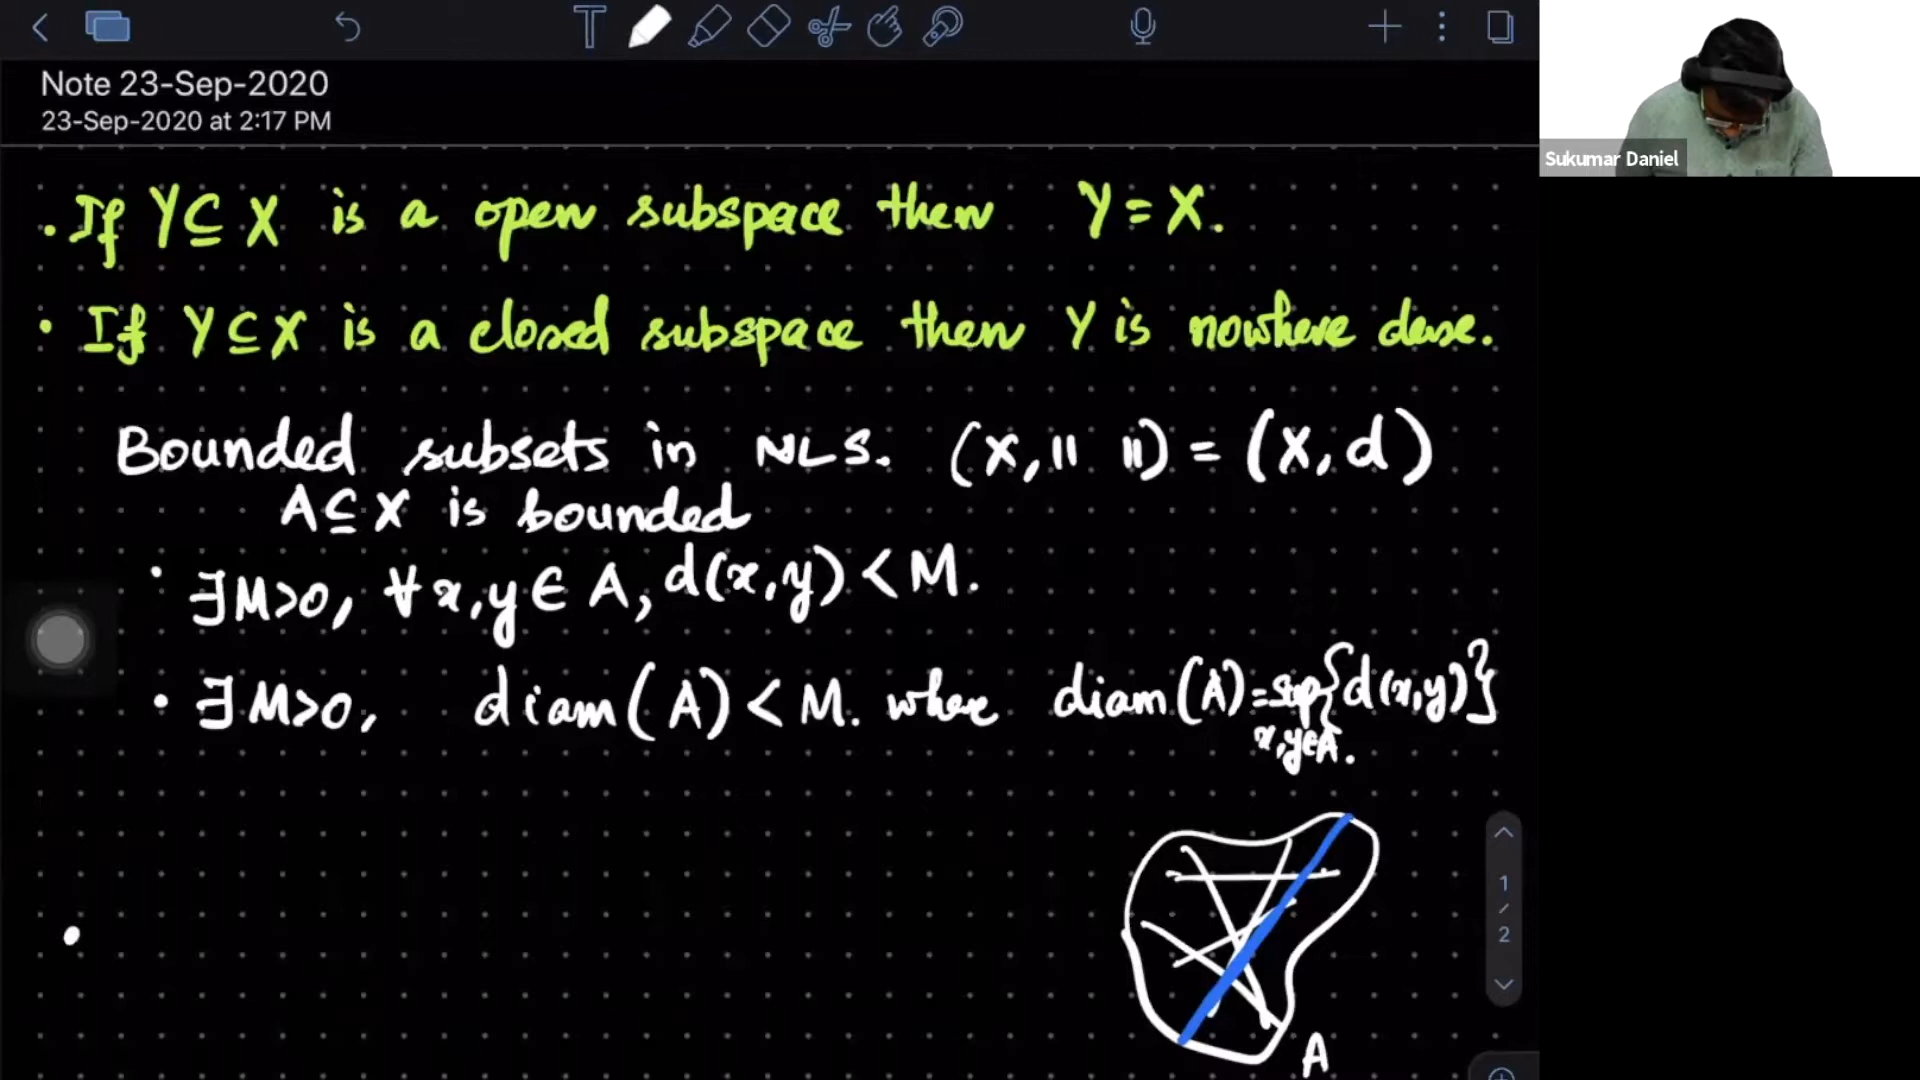 Note 23-Sep-2020
23-Sep-2020 at 2:17 PM
Sukumar Daniel
. If Y ⊆ X is a open subspace then Y = X.
• If Y ⊆ X is a closed subspace then Y is nowhere dense.
Bounded subsets in NLS. (X, || ||) = (X, d)
A ⊆ X is bounded
• ∃M>0, ∀ x,y ∈ A, d(x,y) < M.
• ∃M>0, diam(A) < M. where diam(A) = sup{d(x,y)}
x,y∈A.
1
/
2
A